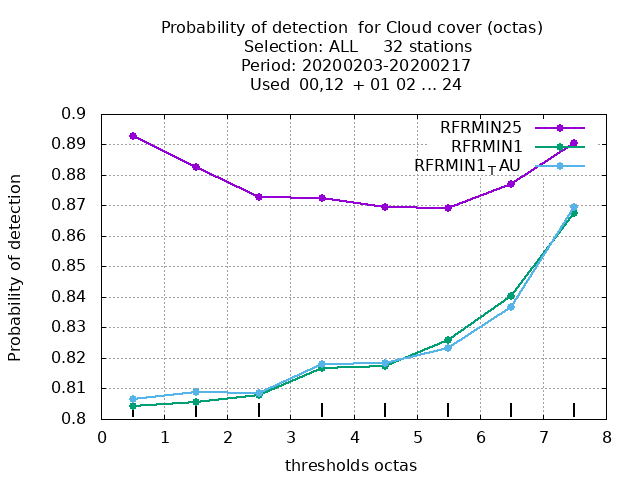 Probability of detection  for Cloud cover (octas)
Selection: ALL     32 stations
Period: 20200203-20200217
Used  00,12  + 01 02 ... 24
0.9
0.89
0.88
0.87
0.86
0.85
0.84
0.83
0.82
0.81
0.8
Probability of detection
RFRMIN25
RFRMIN1
RFRMIN1TAU
0 1 2 3 4 5 6 7 8
thresholds octas